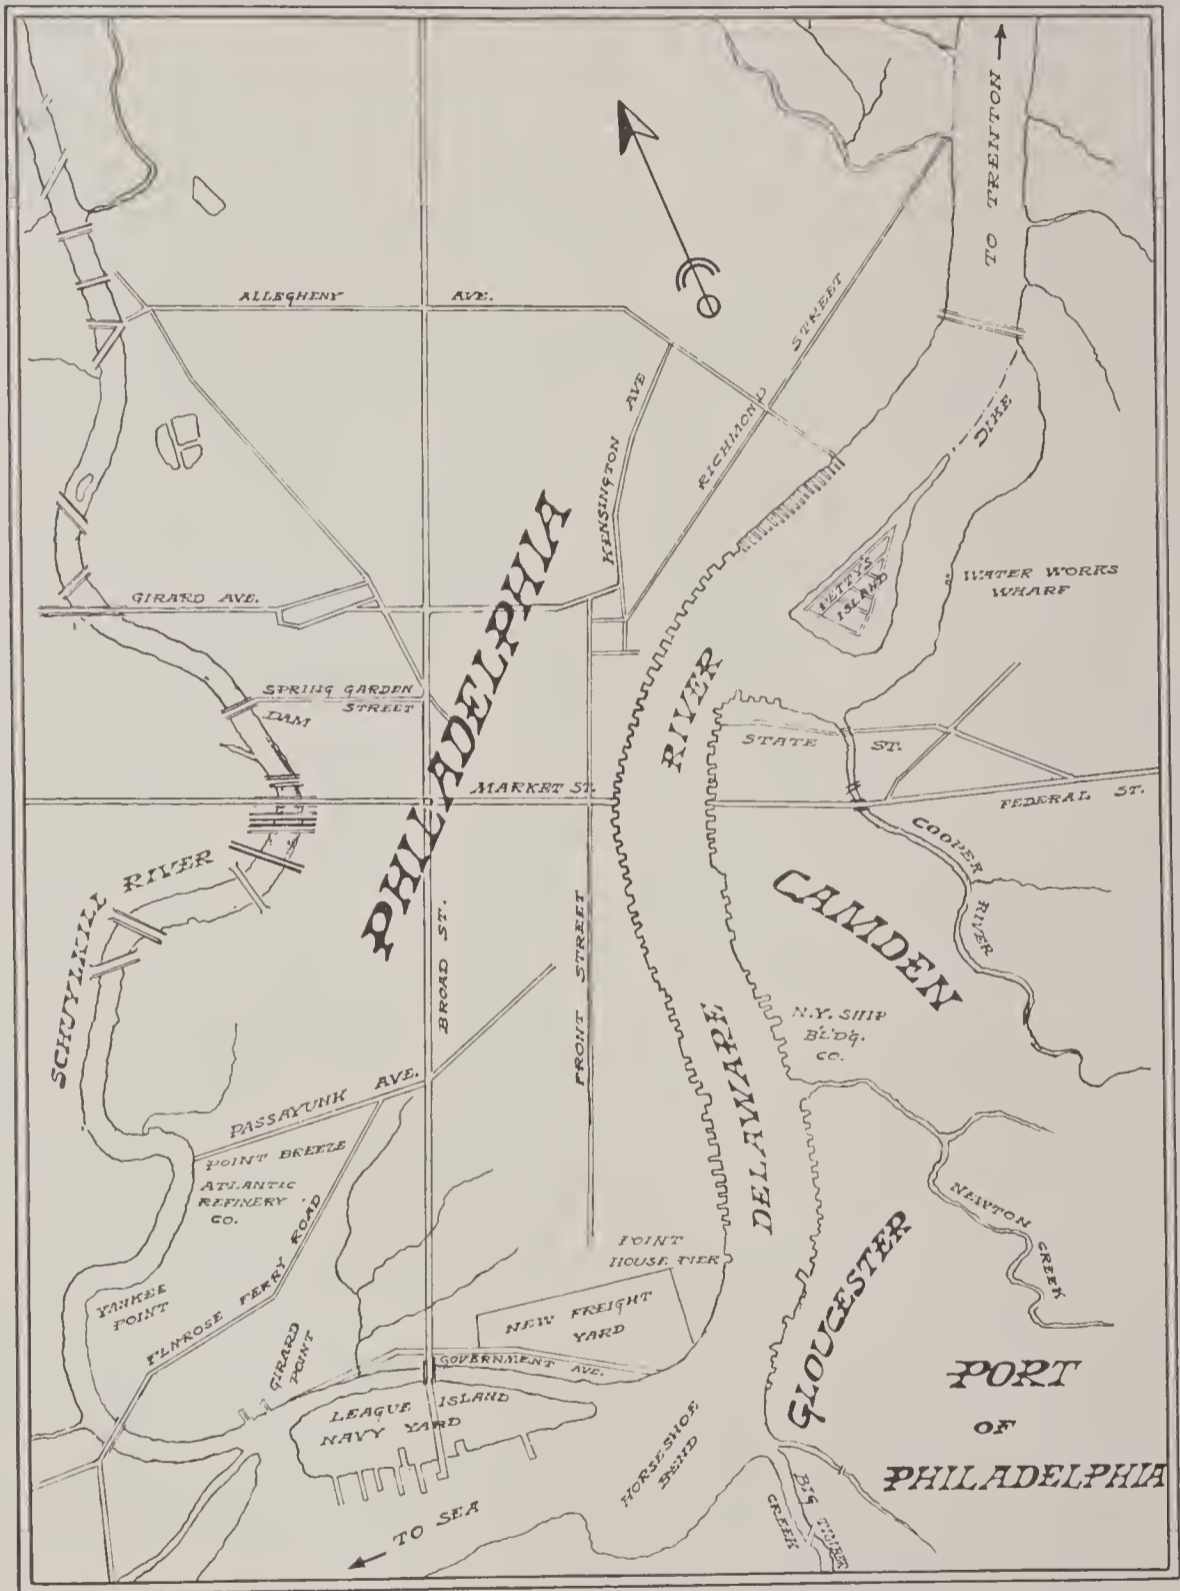 TO TRENTON
ALLEGHENY AVE.
RICHMOND STREET
KENSINGTON AVE
DIKE
PETTY'S
ISLAND
WATER WORKS
WHARF
GIRARD AVE.
PHILADELPHIA
SPRING GARDEN
STREET
DAM
STATE ST.
MARKET ST.
FEDERAL ST.
COOPER RIVER
SCHUYLKILL RIVER
CAMDEN
BROAD ST.
FRONT STREET
DELAWARE RIVER
N.Y. SHIP
BL'D'G.
CO.
PASSAYUNK AVE.
POINT BREEZE
ATLANTIC
REFINERY
CO.
NEWTON CREEK
PENROSE FERRY ROAD
YANKEE
POINT
GIRARD
POINT
POINT
HOUSE PIER
NEW FREIGHT
YARD
GOVERNMENT AVE.
GLOUCESTER
LEAGUE ISLAND
NAVY YARD
HORSESHOE
BEND
BIG TIMBER
CREEK
TO SEA
PORT
OF
PHILADELPHIA